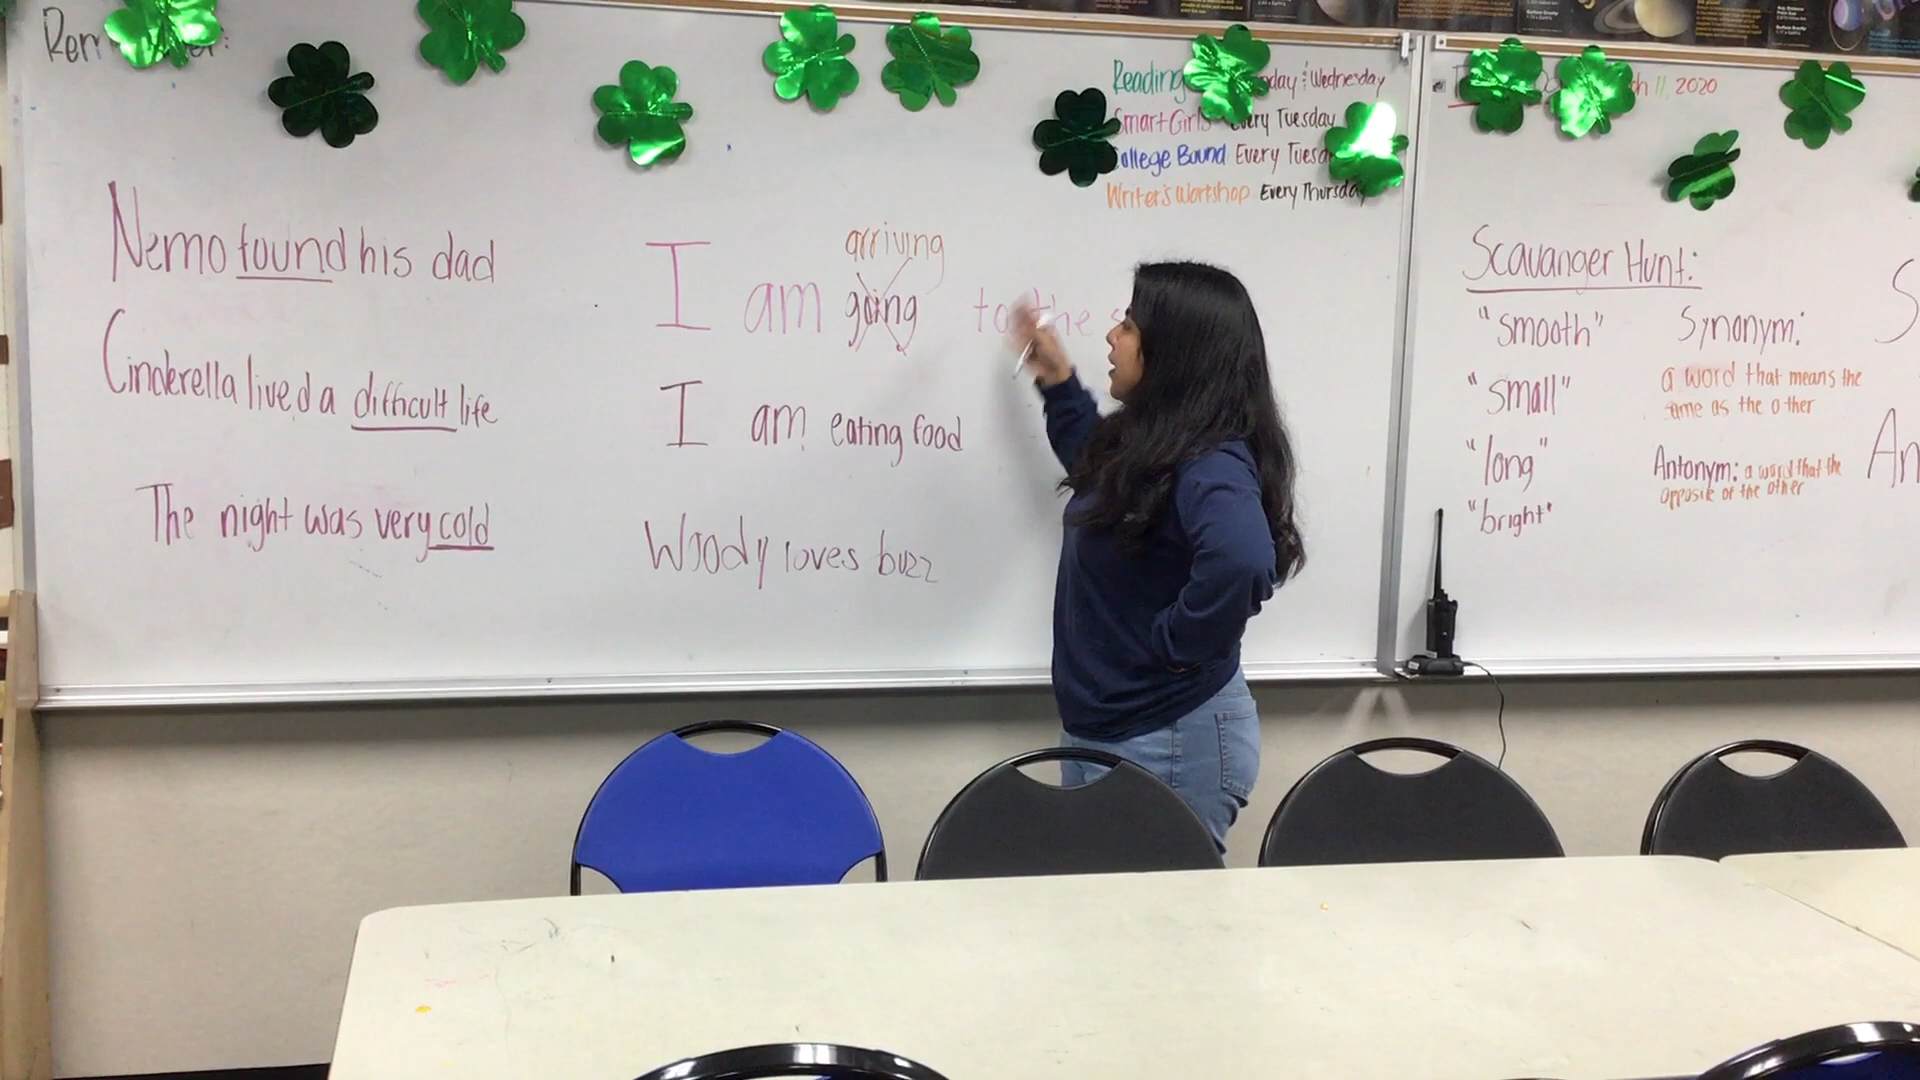 Nemo found his dad
Cinderella lived a difficult life
The night was very cold
arriving
I am going to the
I am eating food
Woody loves buzz
Reading Wednesday
Smart Girls Every Tuesday
College Bound Every
Writer's Workshop Every Thursday
11, 2020
Scavanger Hunt:
"smooth"
"small"
"long"
"bright"
Synonym:
a word that means the
same as the other
Antonym: a word that the
opposite of the other